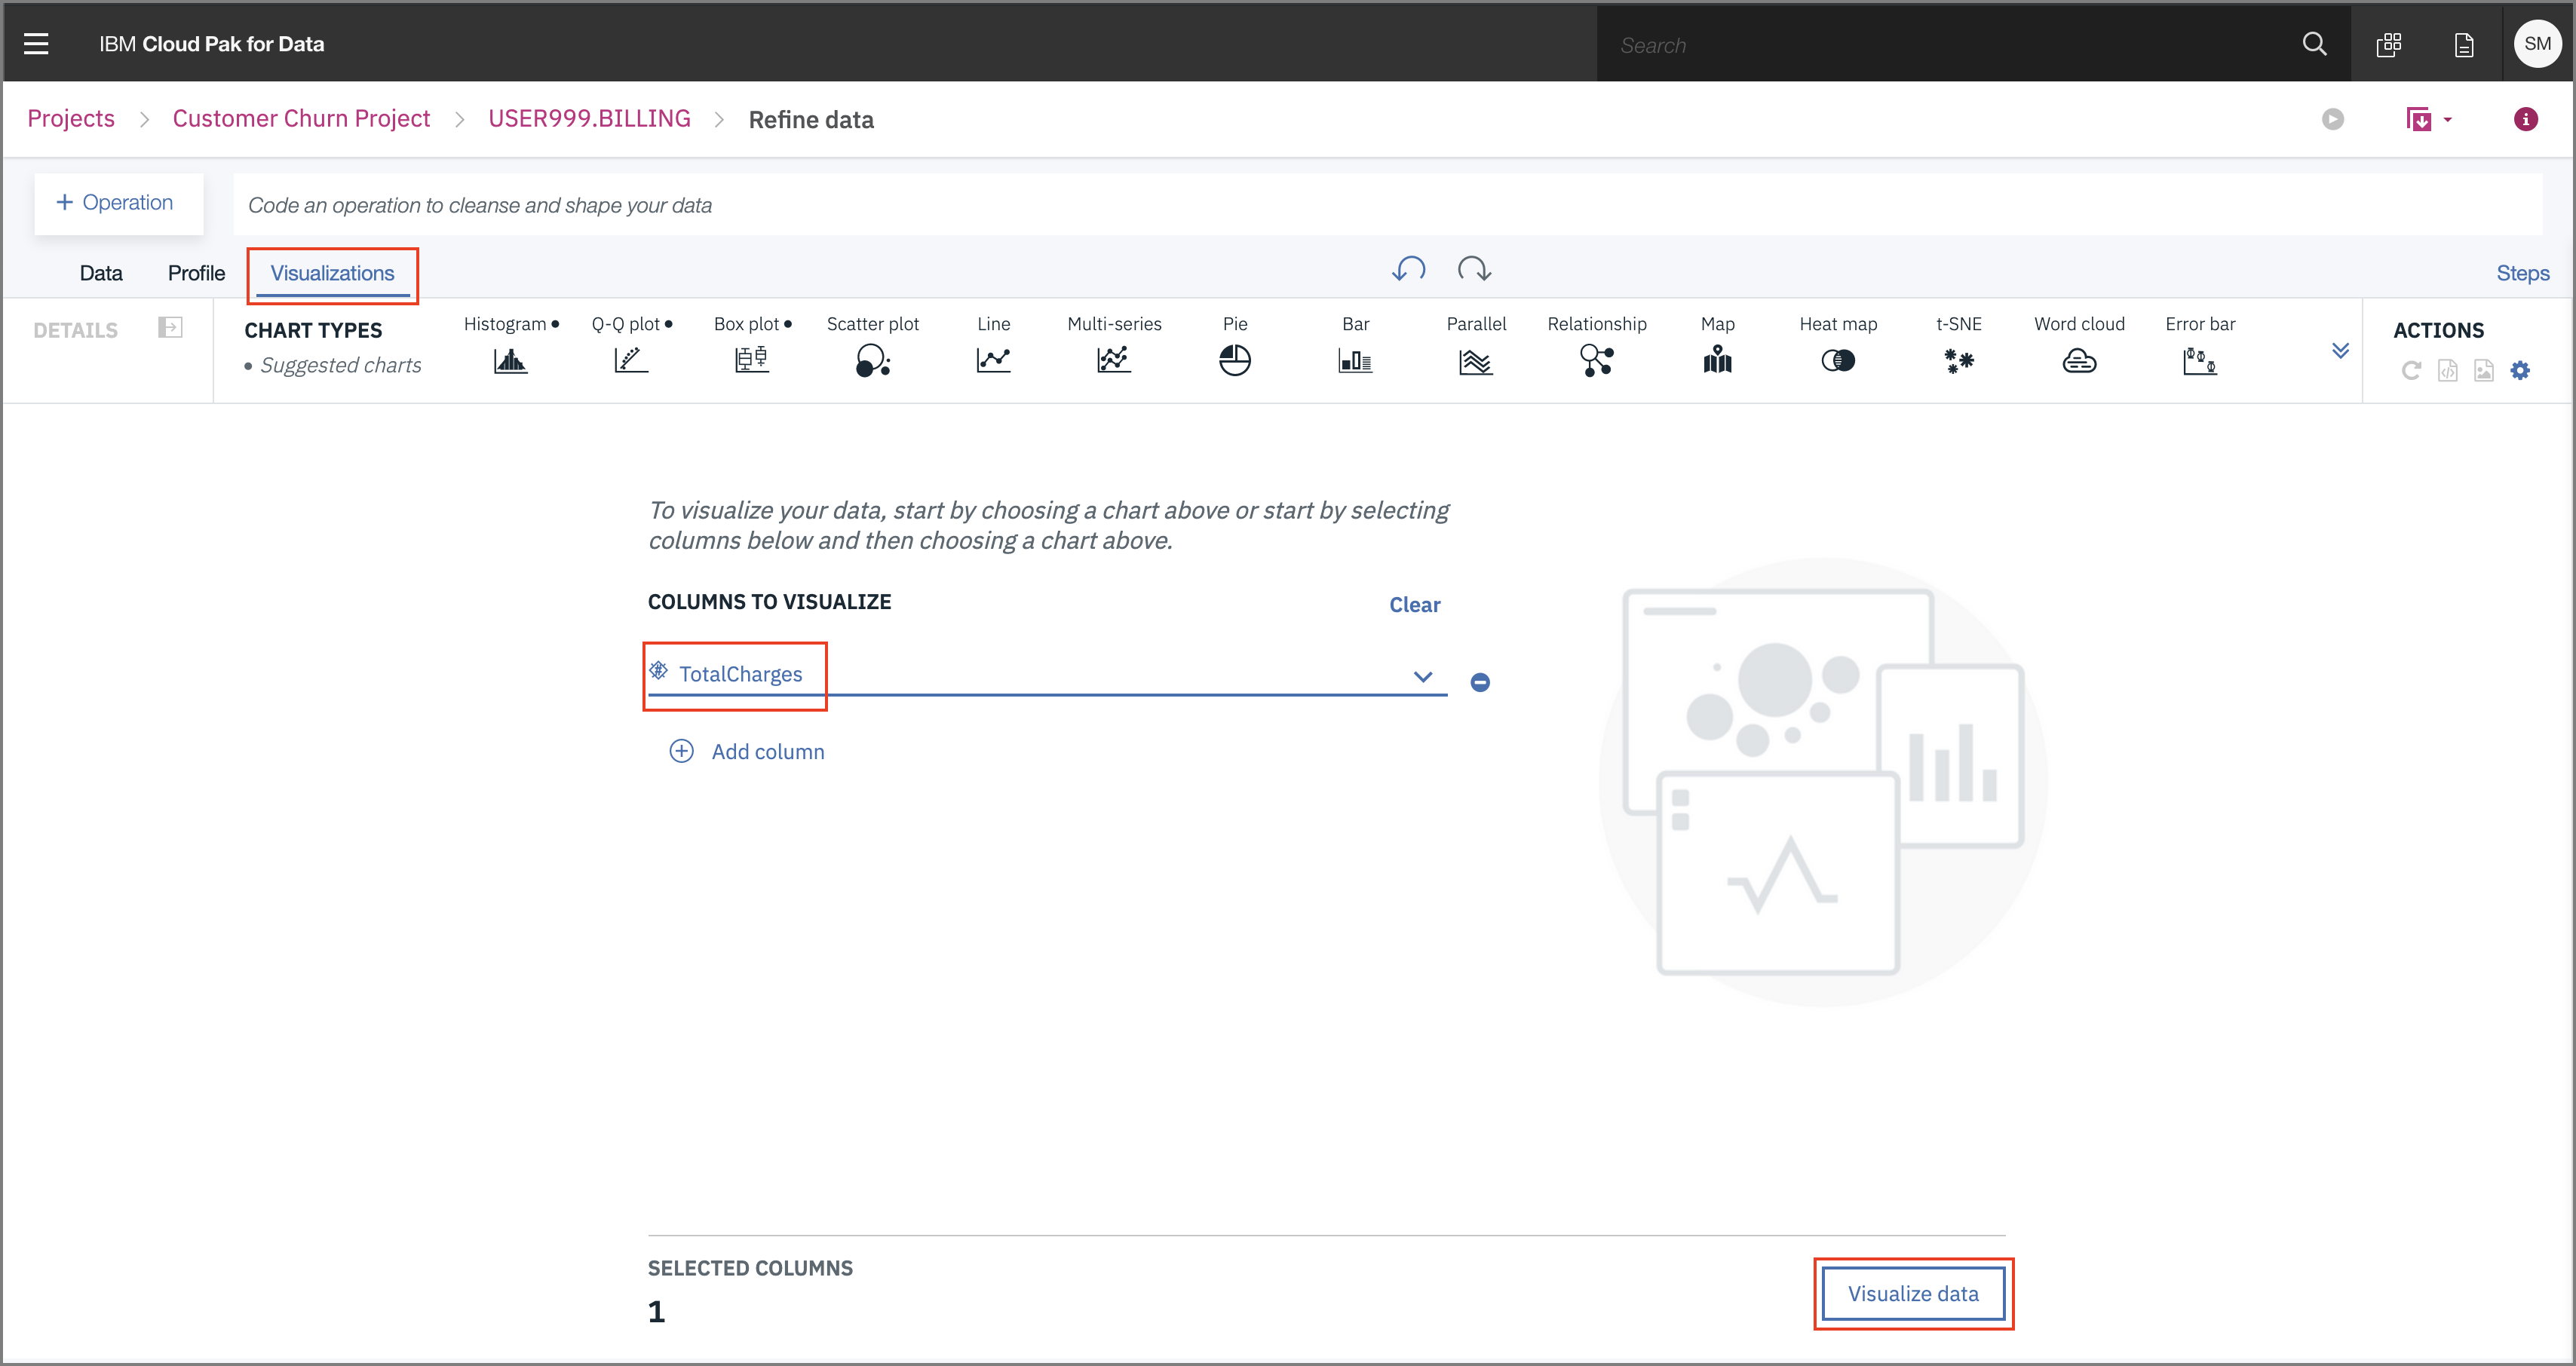 IBM Cloud Pak for Data
Search
SM
Projects > Customer Churn Project > USER999.BILLING > Refine data
+ Operation
Code an operation to cleanse and shape your data
Data Profile Visualizations
Steps
DETAILS
CHART TYPES
• Suggested charts
Histogram •
Q-Q plot •
Box plot •
Scatter plot
Line
Multi-series
Pie
Bar
Parallel
Relationship
Map
Heat map
t-SNE
Word cloud
Error bar
ACTIONS
To visualize your data, start by choosing a chart above or start by selecting
columns below and then choosing a chart above.
COLUMNS TO VISUALIZE
Clear
TotalCharges
Add column
SELECTED COLUMNS
1
Visualize data